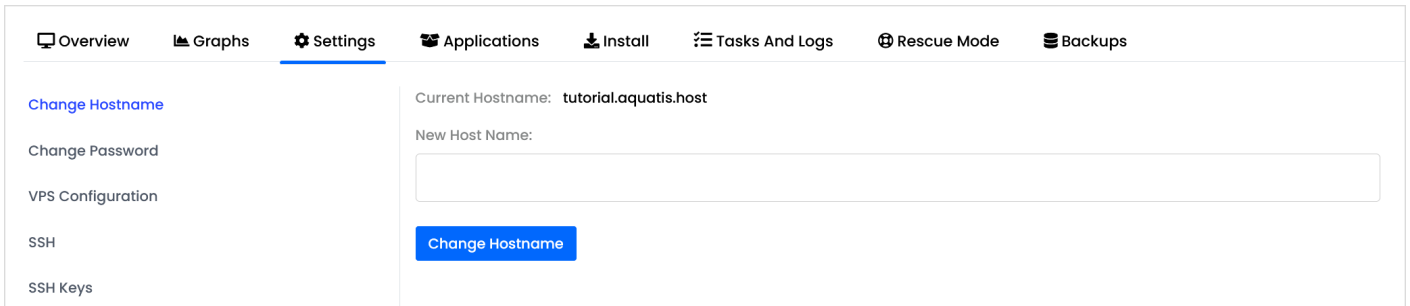 Overview Graphs Settings Applications Install Tasks And Logs Rescue Mode Backups
Change Hostname
Change Password
VPS Configuration
SSH
SSH Keys
Current Hostname: tutorial.aquatis.host
New Host Name:
Change Hostname